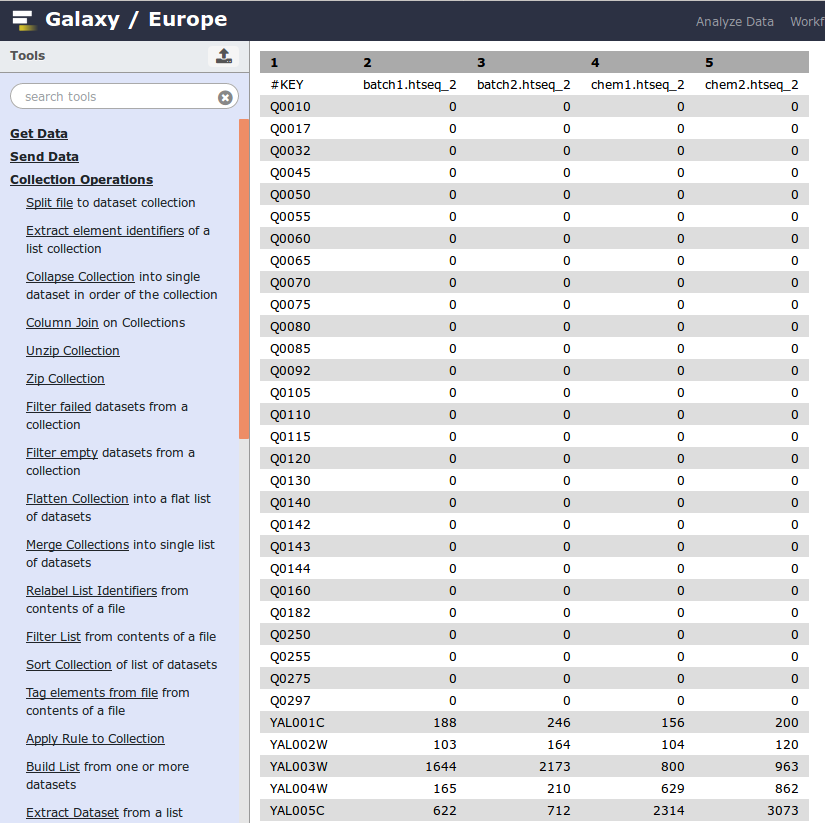 Galaxy / Europe
Analyze Data Workf
Tools
search tools
Get Data
Send Data
Collection Operations
Split file to dataset collection
Extract element identifiers of a
list collection
Collapse Collection into single
dataset in order of the collection
Column Join on Collections
Unzip Collection
Zip Collection
Filter failed datasets from a
collection
Filter empty datasets from a
collection
Flatten Collection into a flat list
of datasets
Merge Collections into single list
of datasets
Relabel List Identifiers from
contents of a file
Filter List from contents of a file
Sort Collection of list of datasets
Tag elements from file from
contents of a file
Apply Rule to Collection
Build List from one or more
datasets
Extract Dataset from a list
1 2 3 4 5
#KEY batch1.htseq_2 batch2.htseq_2 chem1.htseq_2 chem2.htseq_2
Q0010 0 0 0 0
Q0017 0 0 0 0
Q0032 0 0 0 0
Q0045 0 0 0 0
Q0050 0 0 0 0
Q0055 0 0 0 0
Q0060 0 0 0 0
Q0065 0 0 0 0
Q0070 0 0 0 0
Q0075 0 0 0 0
Q0080 0 0 0 0
Q0085 0 0 0 0
Q0092 0 0 0 0
Q0105 0 0 0 0
Q0110 0 0 0 0
Q0115 0 0 0 0
Q0120 0 0 0 0
Q0130 0 0 0 0
Q0140 0 0 0 0
Q0142 0 0 0 0
Q0143 0 0 0 0
Q0144 0 0 0 0
Q0160 0 0 0 0
Q0182 0 0 0 0
Q0250 0 0 0 0
Q0255 0 0 0 0
Q0275 0 0 0 0
Q0297 0 0 0 0
YAL001C 188 246 156 200
YAL002W 103 164 104 120
YAL003W 1644 2173 800 963
YAL004W 165 210 629 862
YAL005C 622 712 2314 3073